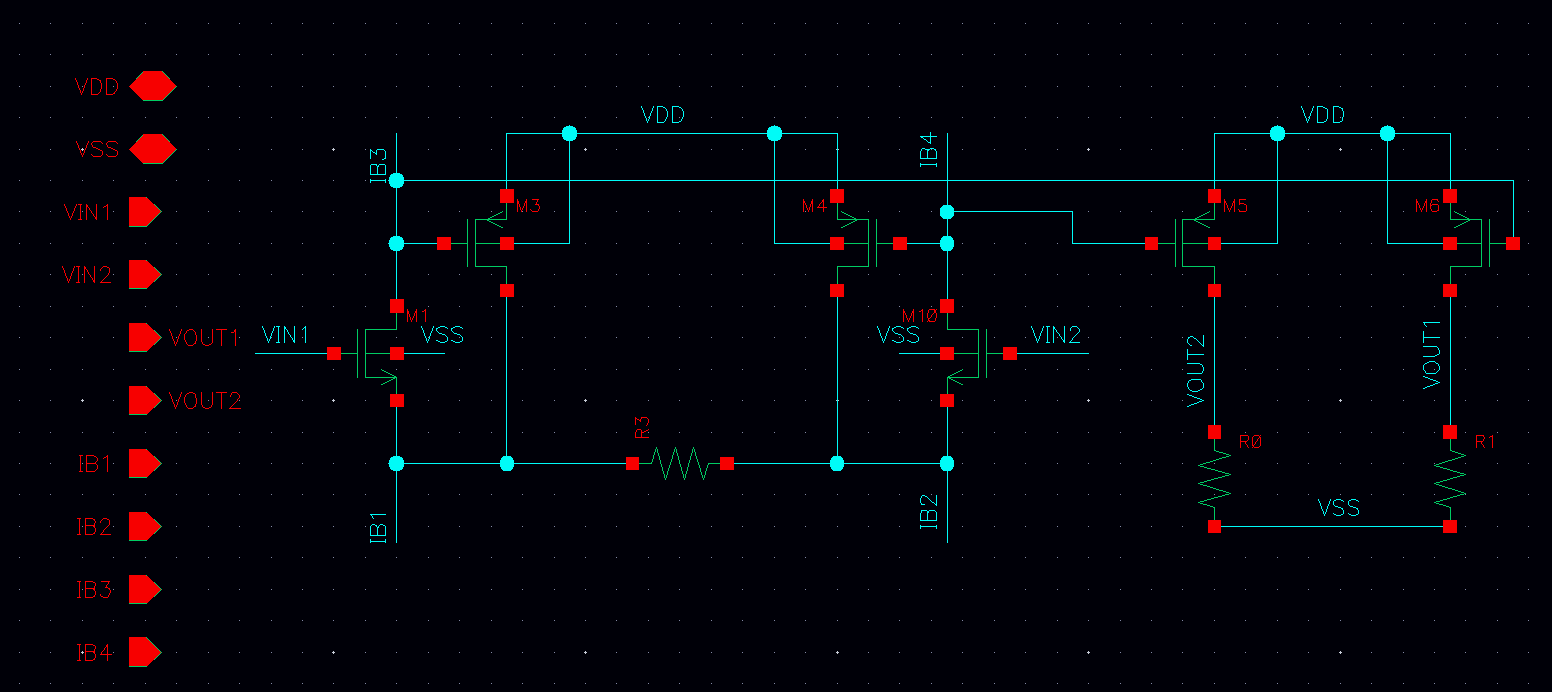 VDD
VSS
VIN1
VIN2
VOUT1
VOUT2
IB1
IB2
IB3
IB4
IB3
VDD
IB4
VDD
M3
M4
M5
M6
VIN1
M1
VSS
VSS
M10
VIN2
VOUT2
VOUT1
R3
R0
R1
IB1
IB2
VSS